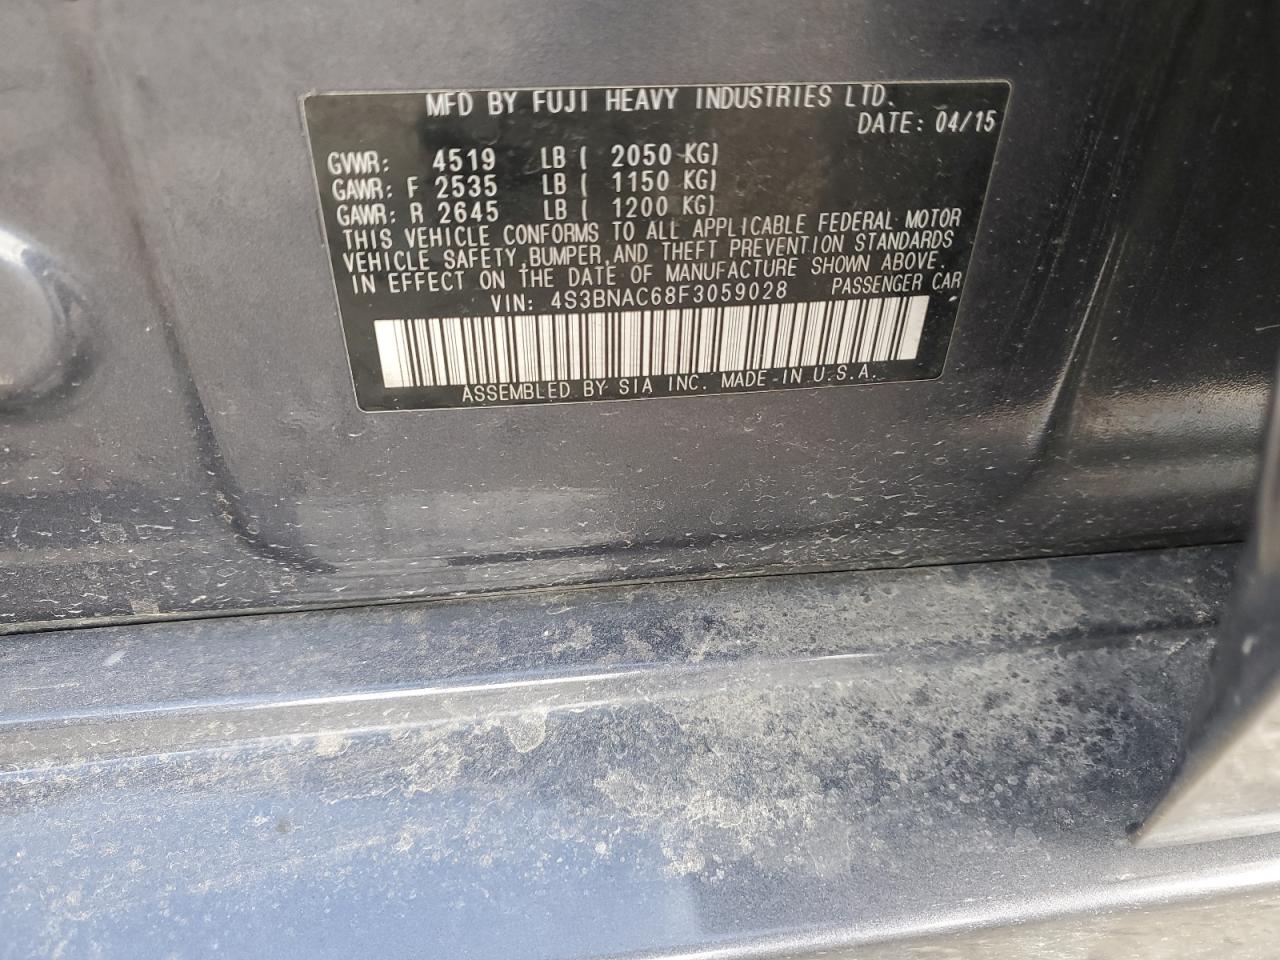 MFD BY FUJI HEAVY INDUSTRIES LTD.
DATE: 04/15
GVWR: 4519 LB ( 2050 KG)
GAWR: F 2535 LB ( 1150 KG)
GAWR: R 2645 LB ( 1200 KG)
THIS VEHICLE CONFORMS TO ALL APPLICABLE FEDERAL MOTOR
VEHICLE SAFETY, BUMPER, AND THEFT PREVENTION STANDARDS
IN EFFECT ON THE DATE OF MANUFACTURE SHOWN ABOVE.
VIN: 4S3BNAC68F3059028 PASSENGER CAR
ASSEMBLED BY SIA INC. MADE-IN U.S.A.